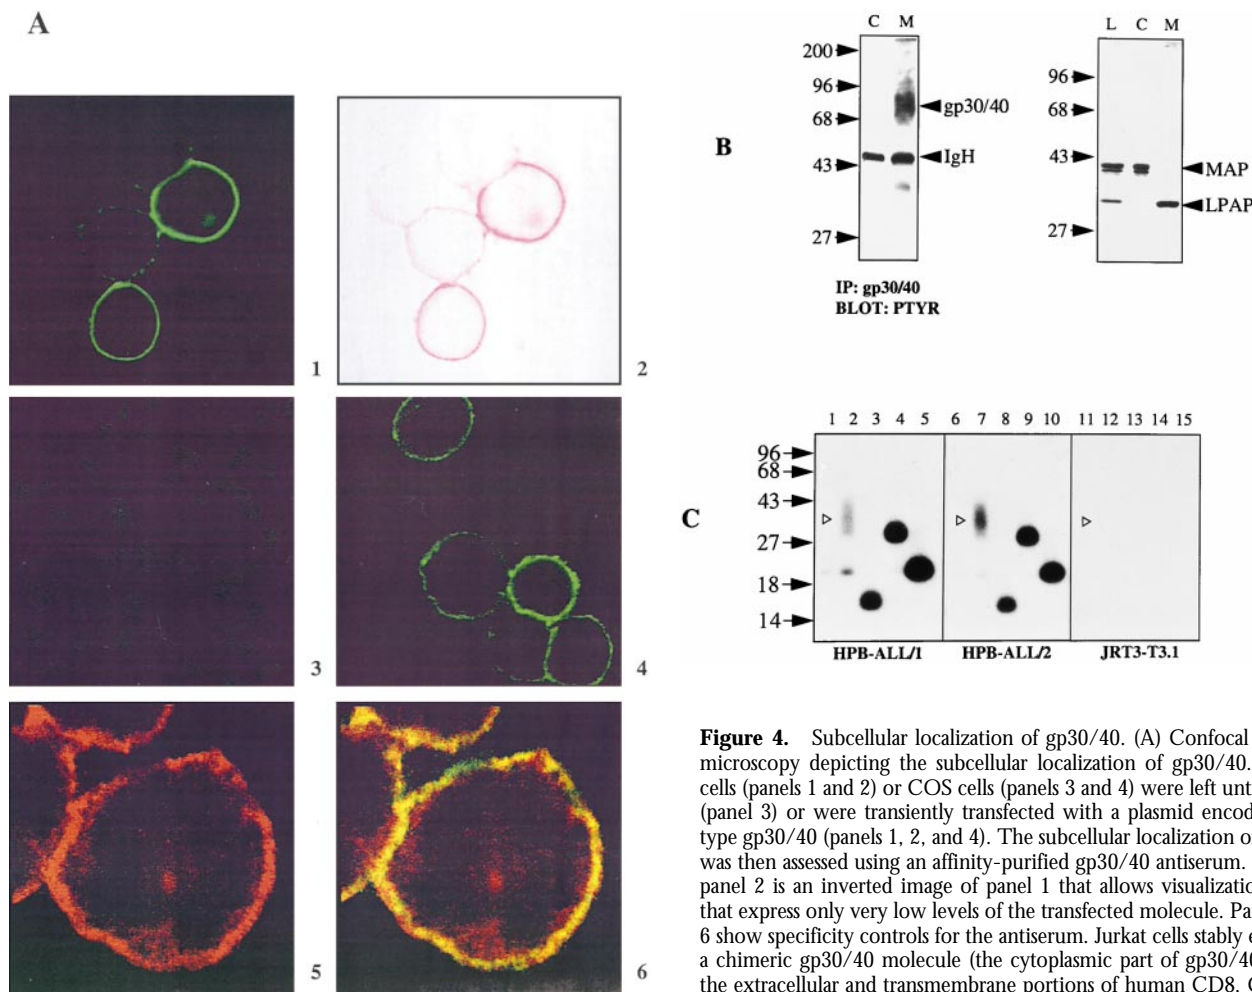 A
1
2
3
4
5
6
B
C M
200
96
68
43
27
gp30/40
IgH
IP: gp30/40
BLOT: PTYR
L C M
96
68
43
27
MAP
LPAP
C
1 2 3 4 5 6 7 8 9 10 11 12 13 14 15
96
68
43
27
18
14
HPB-ALL/1 HPB-ALL/2 JRT3-T3.1
Figure 4. Subcellular localization of gp30/40. (A) Confocal
microscopy depicting the subcellular localization of gp30/40.
cells (panels 1 and 2) or COS cells (panels 3 and 4) were left unt
(panel 3) or were transiently transfected with a plasmid encod
type gp30/40 (panels 1, 2, and 4). The subcellular localization o
was then assessed using an affinity-purified gp30/40 antiserum.
panel 2 is an inverted image of panel 1 that allows visualizatio
that express only very low levels of the transfected molecule. Pa
6 show specificity controls for the antiserum. Jurkat cells stably e
a chimeric gp30/40 molecule (the cytoplasmic part of gp30/40
the extracellular and transmembrane portions of human CD8. C